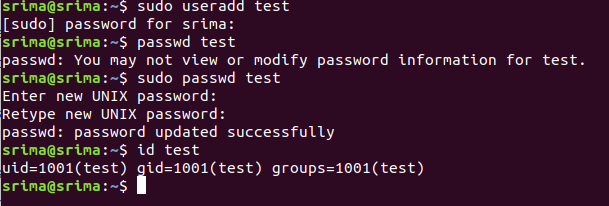 srima@srima:~$ sudo useradd test
[sudo] password for srima:
srima@srima:~$ passwd test
passwd: You may not view or modify password information for test.
srima@srima:~$ sudo passwd test
Enter new UNIX password:
Retype new UNIX password:
passwd: password updated successfully
srima@srima:~$ id test
uid=1001(test) gid=1001(test) groups=1001(test)
srima@srima:~$